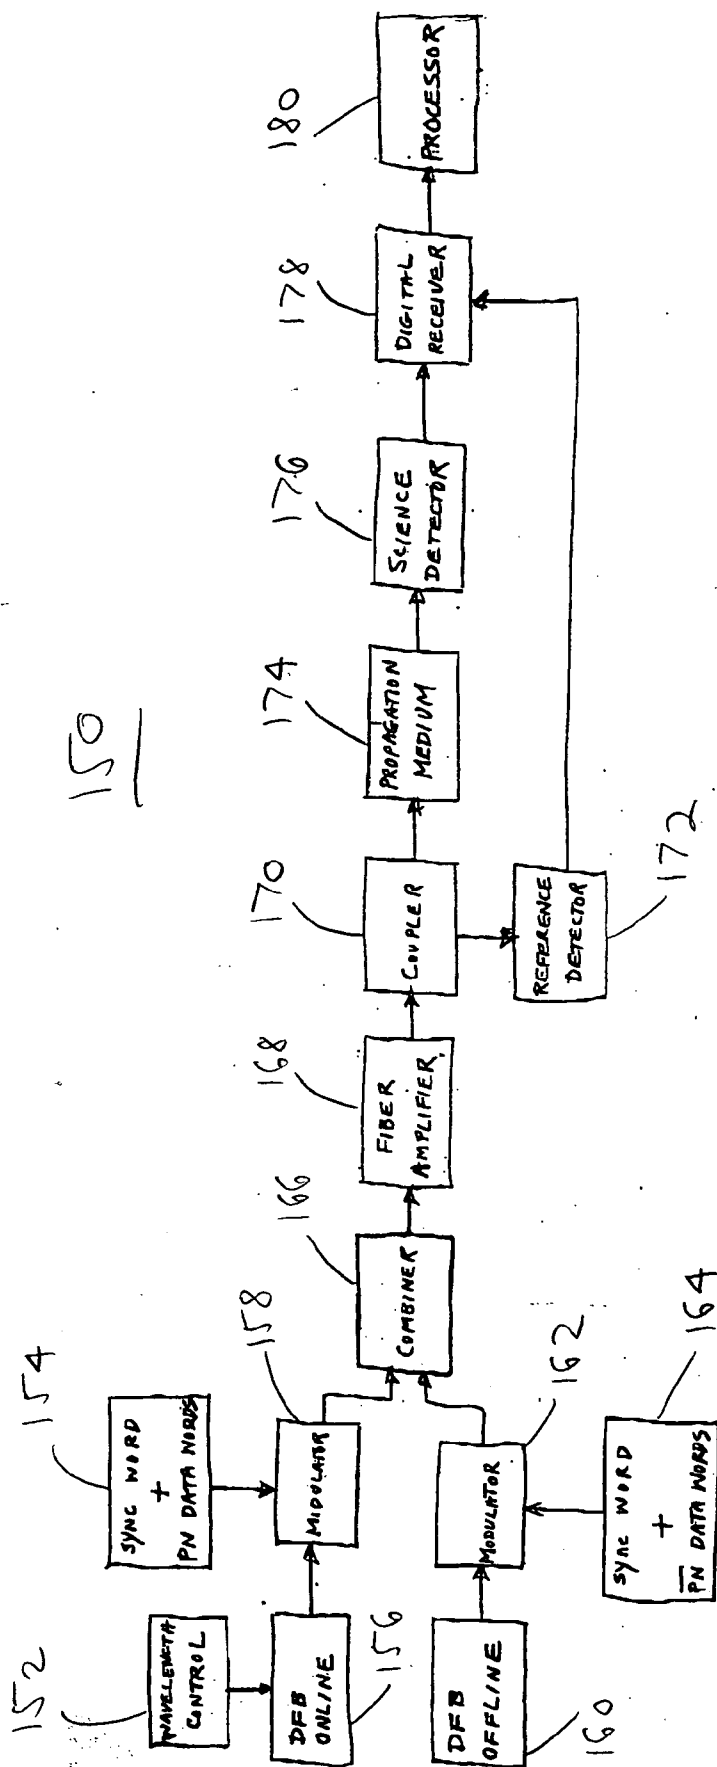 150
152
WAVELENGTH
CONTROL
154
SYNC WORD
+
PN DATA WORDS
DFB
ONLINE
156
MIDULATOR
158
DFB
OFFLINE
160
MODULATOR
162
SYNC WORD
+
P̅N̅ DATA WORDS
164
COMBINER
166
FIBER
AMPLIFIER
168
COUPLER
170
REFERENCE
DETECTOR
172
PROPAGATION
MEDIUM
174
SCIENCE
DETECTOR
176
DIGITAL
RECEIVER
178
PROCESSOR
180